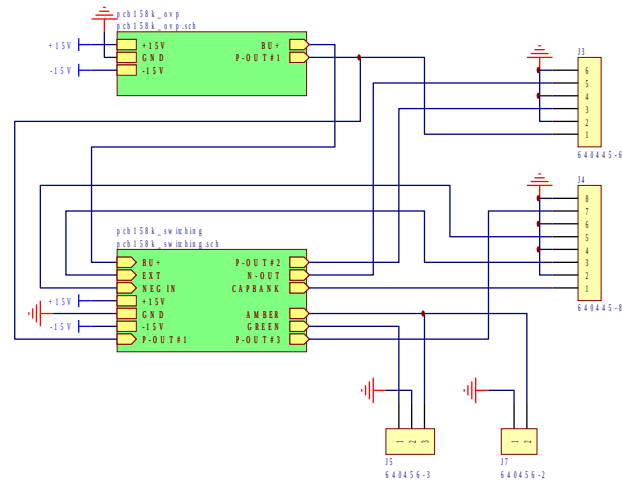 pcb158k_ovp
pcb158k_ovp.sch
+15V
GND
-15V
BU+
P-OUT#1
+15V
-15V
J3
6
5
4
3
2
1
640445-6
J4
8
7
6
5
4
3
2
1
640445-8
pcb158k_switching
pcb158k_switching.sch
BU+
EXT
NEG IN
+15V
GND
-15V
P-OUT#1
P-OUT#2
N-OUT
CAPBANK
AMBER
GREEN
P-OUT#3
+15V
-15V
1
2
3
J5
640456-3
1
2
J7
640456-2